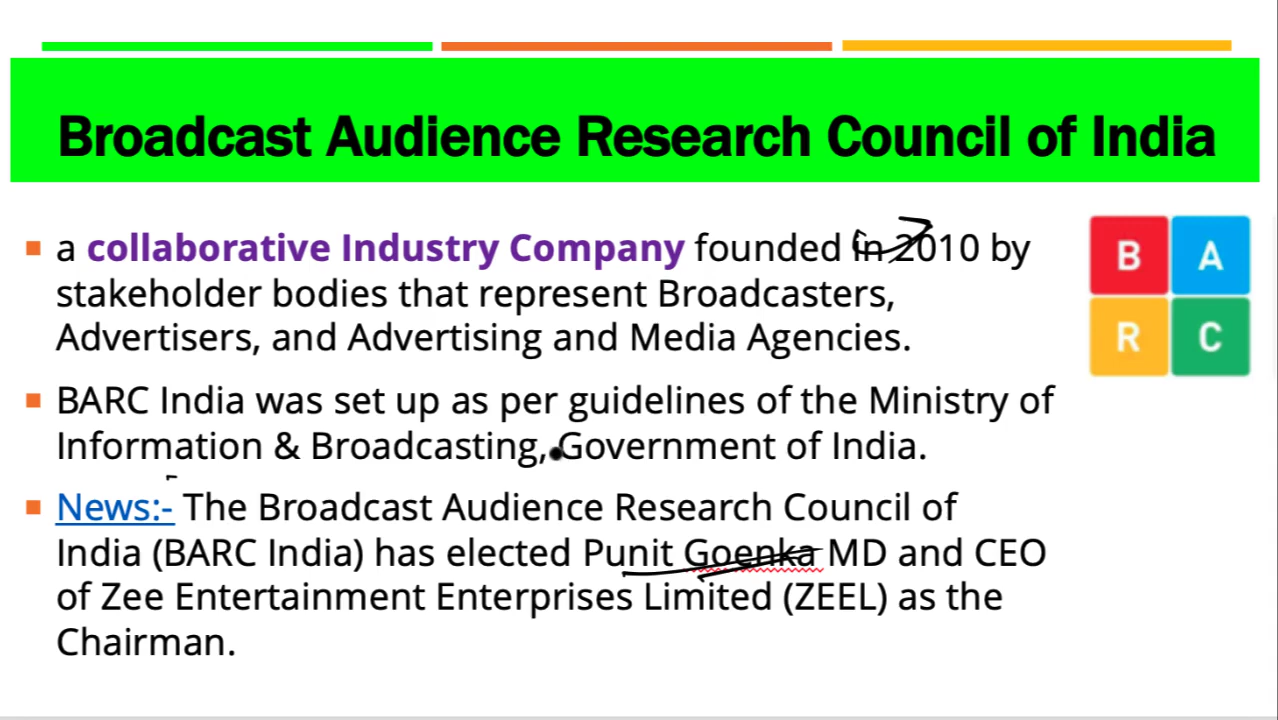 Broadcast Audience Research Council of India
a collaborative Industry Company founded in 2010 by
stakeholder bodies that represent Broadcasters,
Advertisers, and Advertising and Media Agencies.
B A
R C
BARC India was set up as per guidelines of the Ministry of
Information & Broadcasting, Government of India.
News:- The Broadcast Audience Research Council of
India (BARC India) has elected Punit Goenka MD and CEO
of Zee Entertainment Enterprises Limited (ZEEL) as the
Chairman.